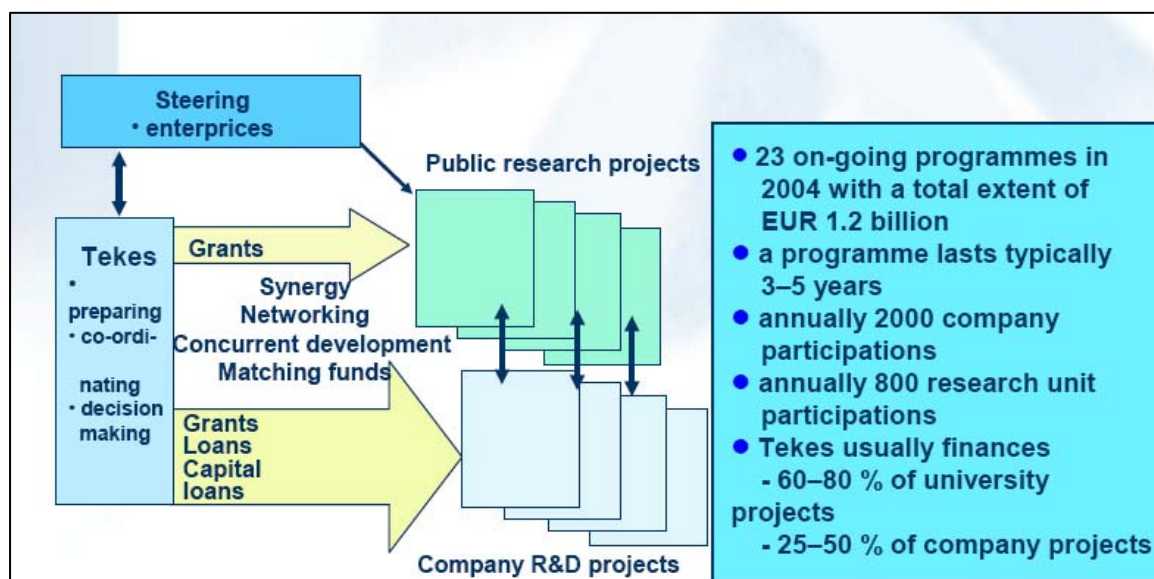 Steering
• enterprices
Public research projects
Tekes
•
preparing
• co-ordi-
nating
• decision
making
Grants
Synergy
Networking
Concurrent development
Matching funds
Grants
Loans
Capital
loans
Company R&D projects
• 23 on-going programmes in
2004 with a total extent of
EUR 1.2 billion
• a programme lasts typically
3–5 years
• annually 2000 company
participations
• annually 800 research unit
participations
• Tekes usually finances
- 60–80 % of university
projects
- 25–50 % of company projects